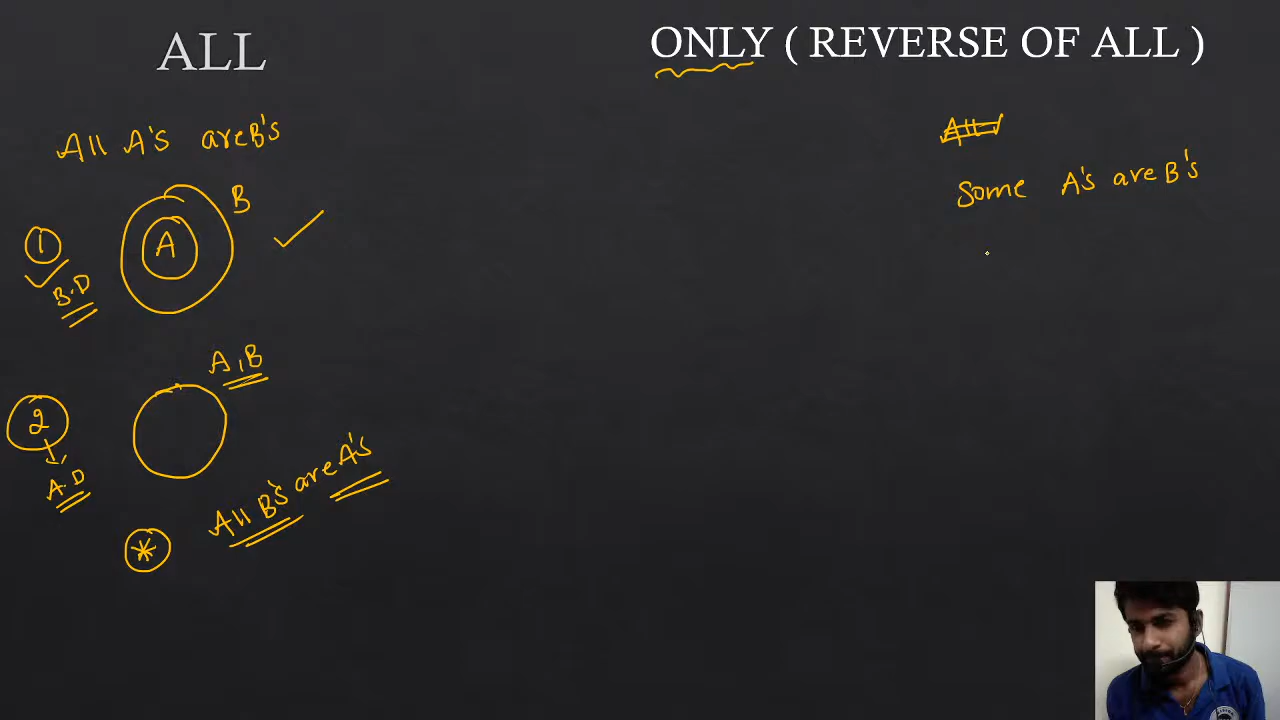 ALL
All A's are B's
B
A
1
B.D
A, B
2
A.D
* All B's are A's
ONLY ( REVERSE OF ALL )
All
Some A's are B's